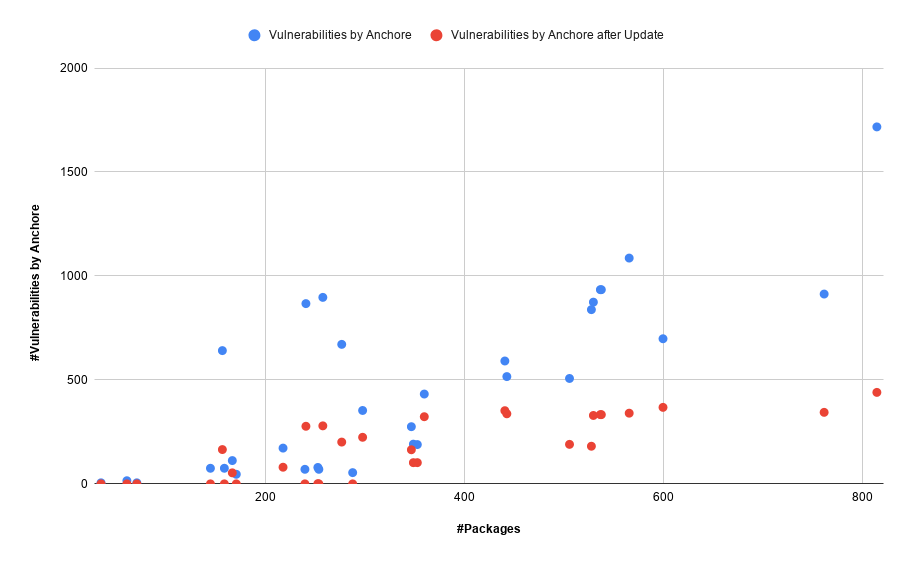 Vulnerabilities by Anchore Vulnerabilities by Anchore after Update
2000
1500
1000
500
0
#Vulnerabilities by Anchore
200 400 600 800
#Packages